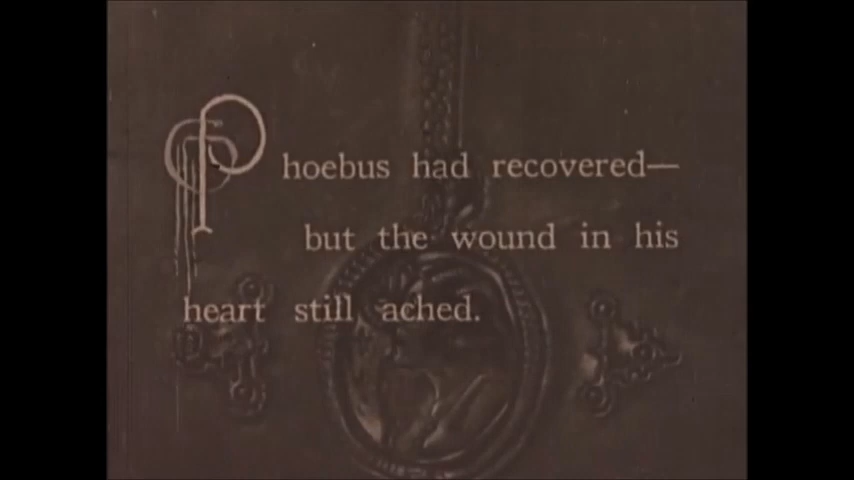 Phoebus had recovered—
but the wound in his
heart still ached.